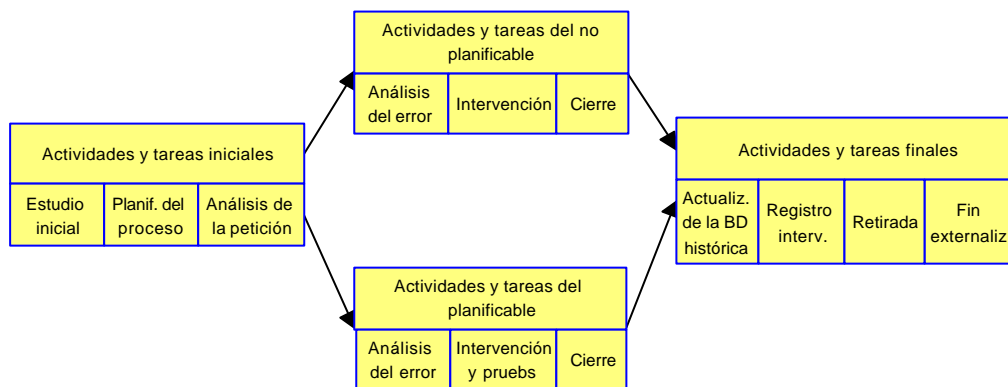 Actividades y tareas del no
planificable
Análisis
del error
Intervención
Cierre
Actividades y tareas iniciales
Estudio
inicial
Planif. del
proceso
Análisis de
la petición
Actividades y tareas del
planificable
Análisis
del error
Intervención
y pruebs
Cierre
Actividades y tareas finales
Actualiz.
de la BD
histórica
Registro
interv.
Retirada
Fin
externaliz